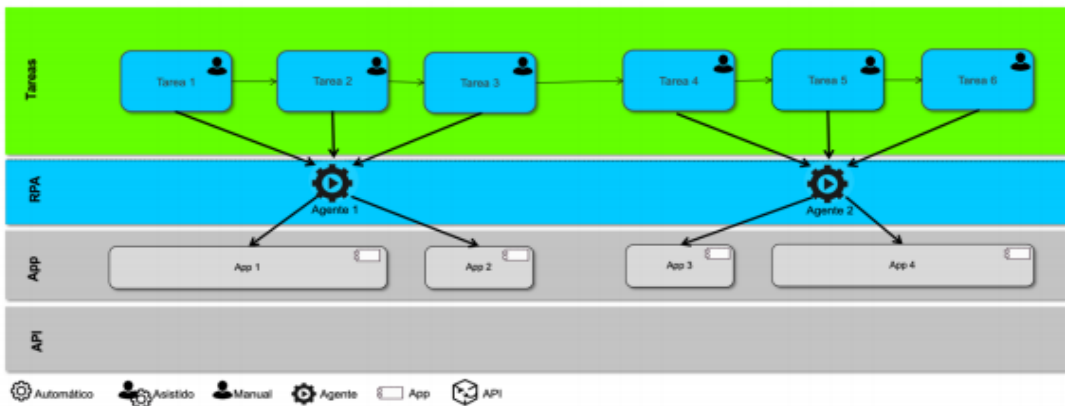 Tareas
Tarea 1
Tarea 2
Tarea 3
Tarea 4
Tarea 5
Tarea 6
RPA
Agente 1
Agente 2
App
App 1
App 2
App 3
App 4
API
Automático
Asistido
Manual
Agente
App
API